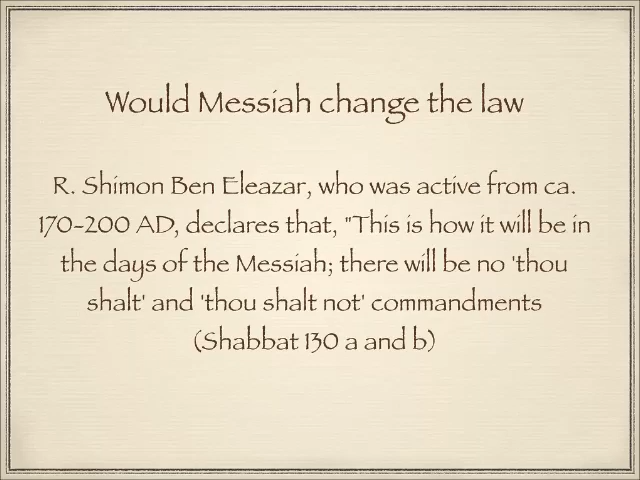 Would Messiah change the law
R. Shimon Ben Eleazar, who was active from ca.
170-200 AD, declares that, "This is how it will be in
the days of the Messiah; there will be no 'thou
shalt' and 'thou shalt not' commandments
(Shabbat 130 a and b)